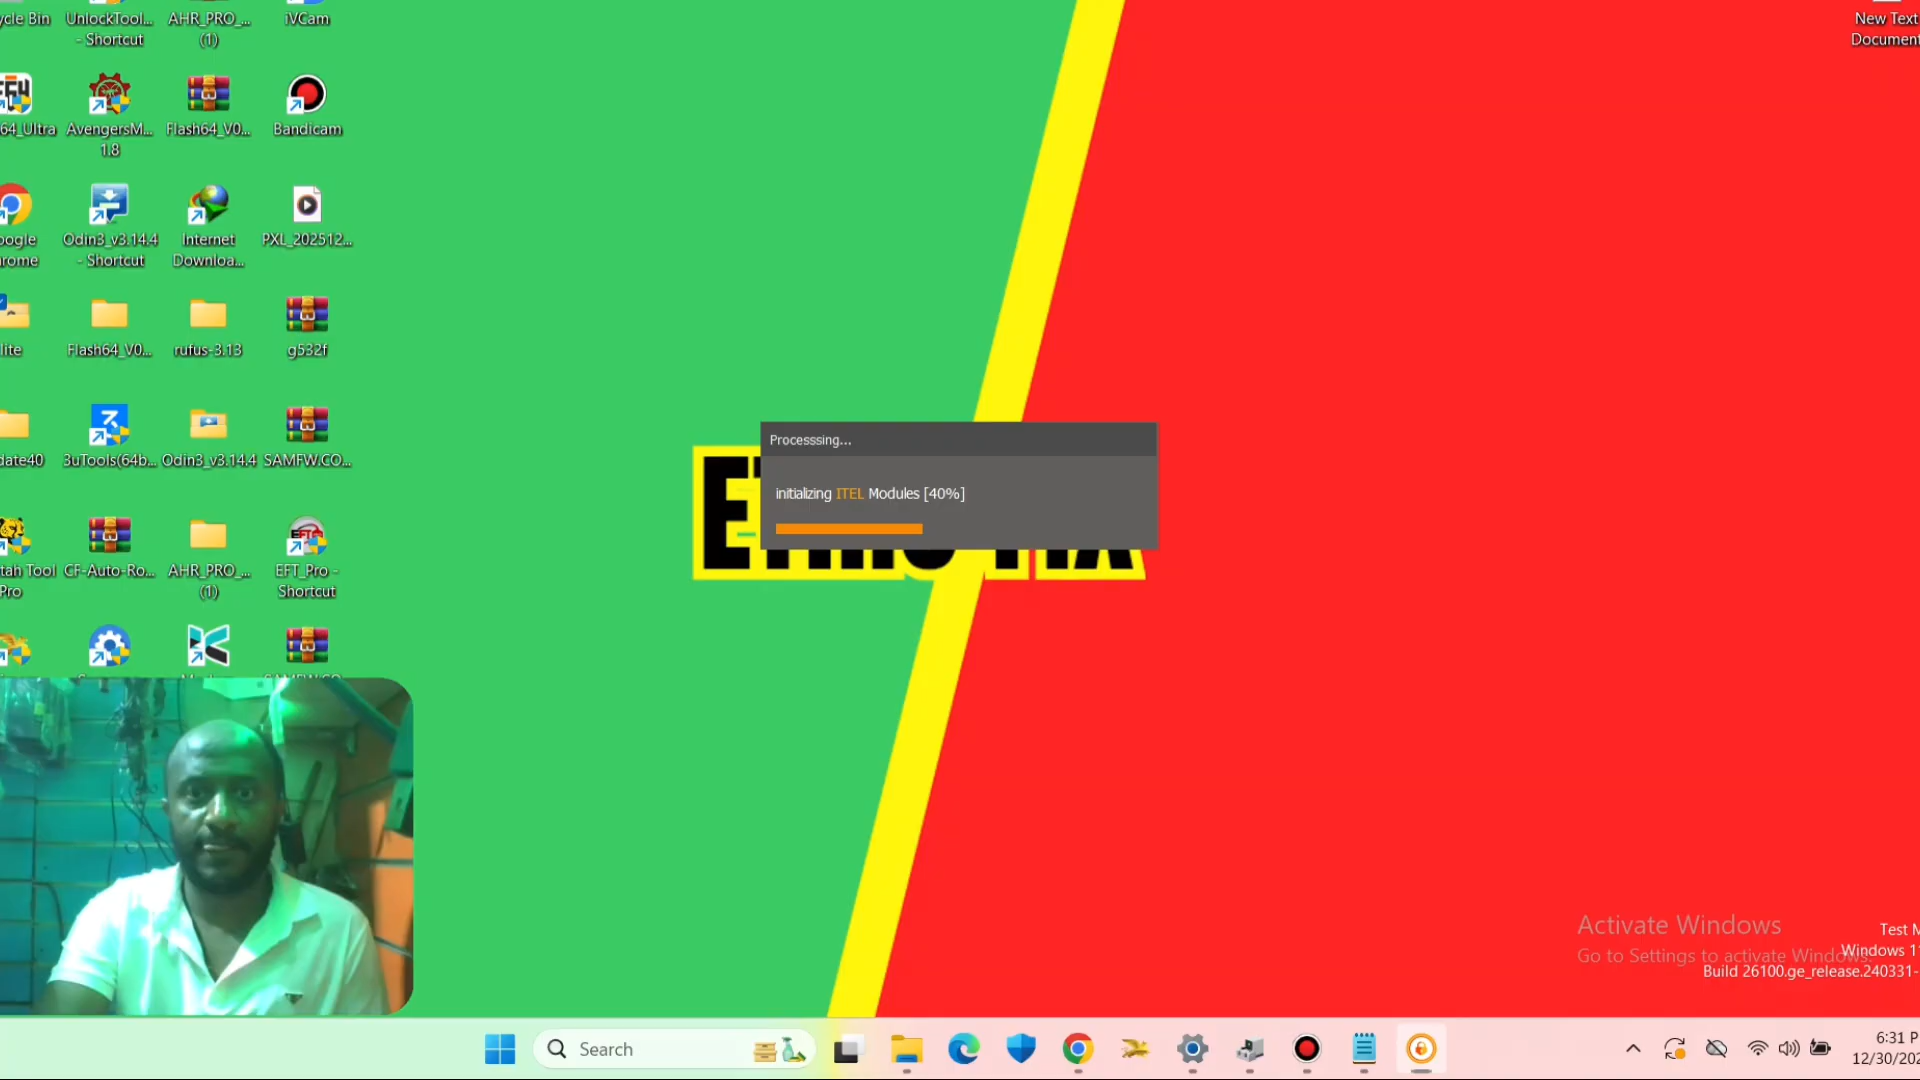 ycle Bin
UnlockTool...
- Shortcut
AHR_PRO_...
(1)
iVCam
New Text
Document
64_Ultra
AvengersM...
1.8
Flash64_V0...
Bandicam
oogle
rome
Odin3_v3.14.4
- Shortcut
Internet
Downloa...
PXL_202512...
lite
Flash64_V0...
rufus-3.13
g532f
date40
3uTools(64b...
Odin3_v3.14.4
SAMFW.CO...
Processsing...
initializing ITEL Modules [40%]
tah Tool
Pro
CF-Auto-Ro...
AHR_PRO_...
(1)
EFT_Pro -
Shortcut
Activate Windows
Go to Settings to activate Windows.
Test M
Windows 11
Build 26100.ge_release.240331-
Search
6:31 P
12/30/202